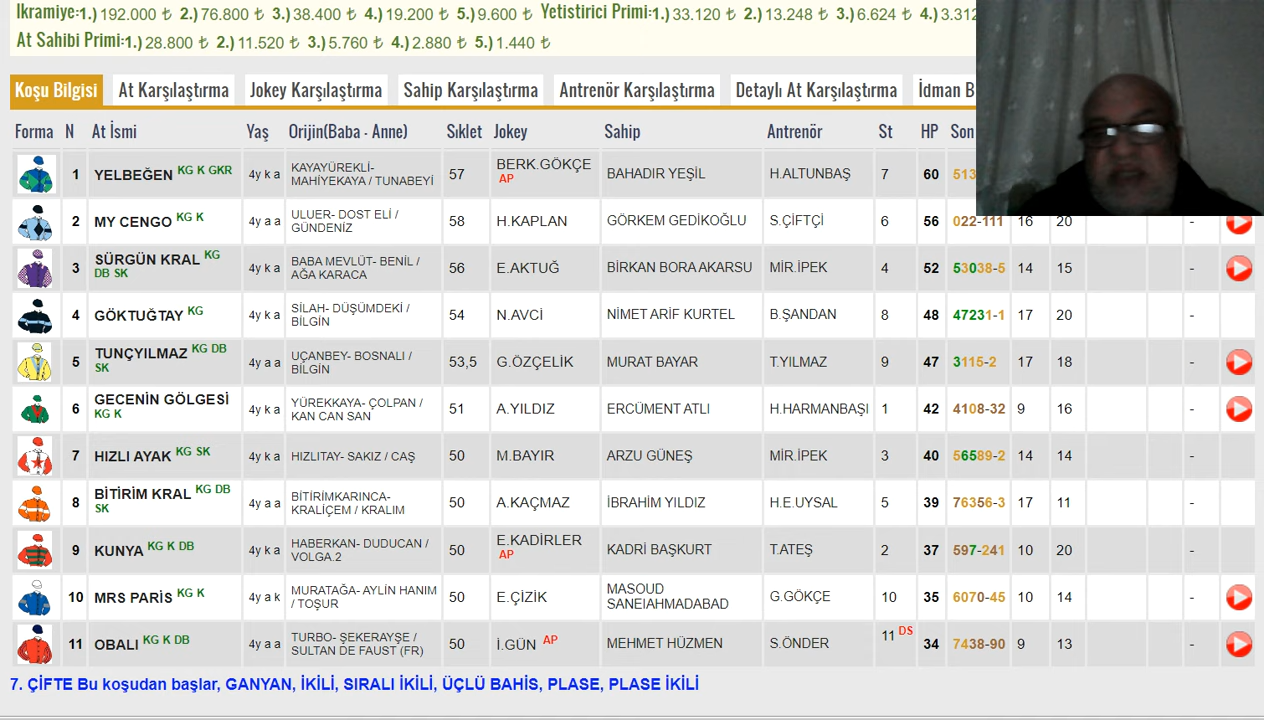 İkramiye:1.) 192.000 ₺ 2.) 76.800 ₺ 3.) 38.400 ₺ 4.) 19.200 ₺ 5.) 9.600 ₺ Yetistirici Primi:1.) 33.120 ₺ 2.) 13.248 ₺ 3.) 6.624 ₺ 4.) 3.312
At Sahibi Primi:1.) 28.800 ₺ 2.) 11.520 ₺ 3.) 5.760 ₺ 4.) 2.880 ₺ 5.) 1.440 ₺
Koşu Bilgisi At Karşılaştırma Jokey Karşılaştırma Sahip Karşılaştırma Antrenör Karşılaştırma Detaylı At Karşılaştırma İdman B
Forma N At İsmi Yaş Orijin(Baba - Anne) Sıklet Jokey Sahip Antrenör St HP Son
1 YELBEĞEN KG K GKR 4y k a KAYAYÜREKLİ- MAHİYEKAYA / TUNABEYİ 57 BERK.GÖKÇE AP BAHADIR YEŞİL H.ALTUNBAŞ 7 60 513
2 MY CENGO KG K 4y a a ULUER- DOST ELİ / GÜNDENİZ 58 H.KAPLAN GÖRKEM GEDİKOĞLU S.ÇİFTÇİ 6 56 022-111 16 20 -
3 SÜRGÜN KRAL KG DB SK 4y k a BABA MEVLÜT- BENİL / AĞA KARACA 56 E.AKTUĞ BİRKAN BORA AKARSU MİR.İPEK 4 52 53038-5 14 15 -
4 GÖKTUĞTAY KG 4y k a SİLAH- DÜŞÜMDEKİ / BİLGİN 54 N.AVCİ NİMET ARİF KURTEL B.ŞANDAN 8 48 47231-1 17 20 -
5 TUNÇYILMAZ KG DB SK 4y a a UÇANBEY- BOSNALI / BİLGİN 53,5 G.ÖZÇELİK MURAT BAYAR T.YILMAZ 9 47 3115-2 17 18 -
6 GECENİN GÖLGESİ KG K 4y k a YÜREKKAYA- ÇOLPAN / KAN CAN SAN 51 A.YILDIZ ERCÜMENT ATLI H.HARMANBAŞI 1 42 4108-32 9 16 -
7 HIZLI AYAK KG SK 4y k a HIZLITAY- SAKIZ / CAŞ 50 M.BAYIR ARZU GÜNEŞ MİR.İPEK 3 40 56589-2 14 14 -
8 BİTİRİM KRAL KG DB SK 4y a a BİTİRİMKARINCA- KRALİÇEM / KRALIM 50 A.KAÇMAZ İBRAHİM YILDIZ H.E.UYSAL 5 39 76356-3 17 11 -
9 KUNYA KG K DB 4y k a HABERKAN- DUDUCAN / VOLGA.2 50 E.KADİRLER AP KADRİ BAŞKURT T.ATEŞ 2 37 597-241 10 20 -
10 MRS PARİS KG K 4y a k MURATAĞA- AYLİN HANIM / TOŞUR 50 E.ÇİZİK MASOUD SANEIAHMADABAD G.GÖKÇE 10 35 6070-45 10 14 -
11 OBALI KG K DB 4y a a TURBO- ŞEKERAYŞE / SULTAN DE FAUST (FR) 50 İ.GÜN AP MEHMET HÜZMEN S.ÖNDER 11 DS 34 7438-90 9 13 -
7. ÇİFTE Bu koşudan başlar, GANYAN, İKİLİ, SIRALI İKİLİ, ÜÇLÜ BAHİS, PLASE, PLASE İKİLİ